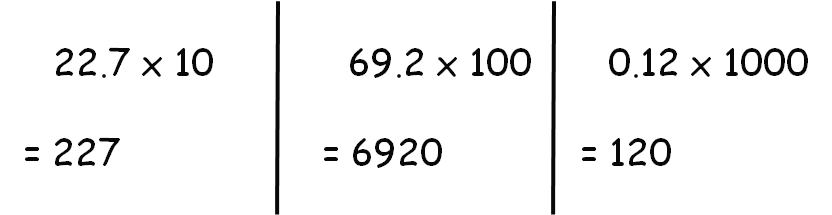 22.7 x 10
= 227
69.2 x 100
= 6920
0.12 x 1000
= 120